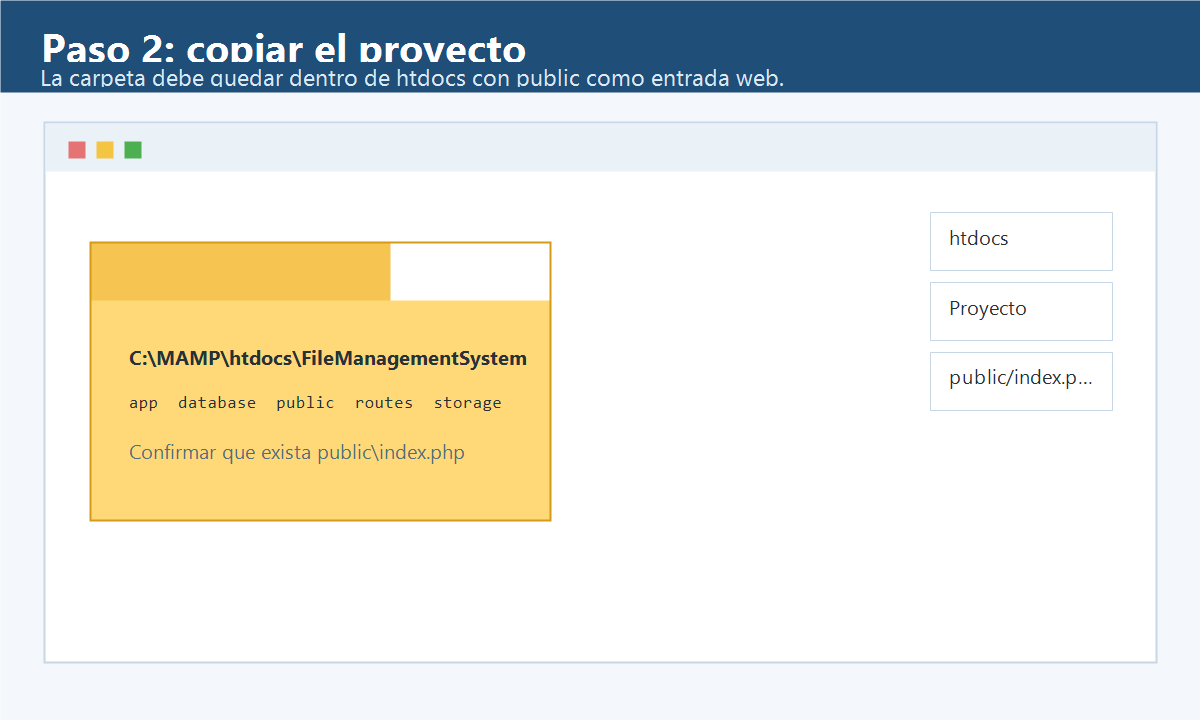 Paso 2: copiar el proyecto
La carpeta debe quedar dentro de htdocs con public como entrada web.
htdocs
Proyecto
public/index.p...
C:\MAMP\htdocs\FileManagementSystem
app database public routes storage
Confirmar que exista public\index.php